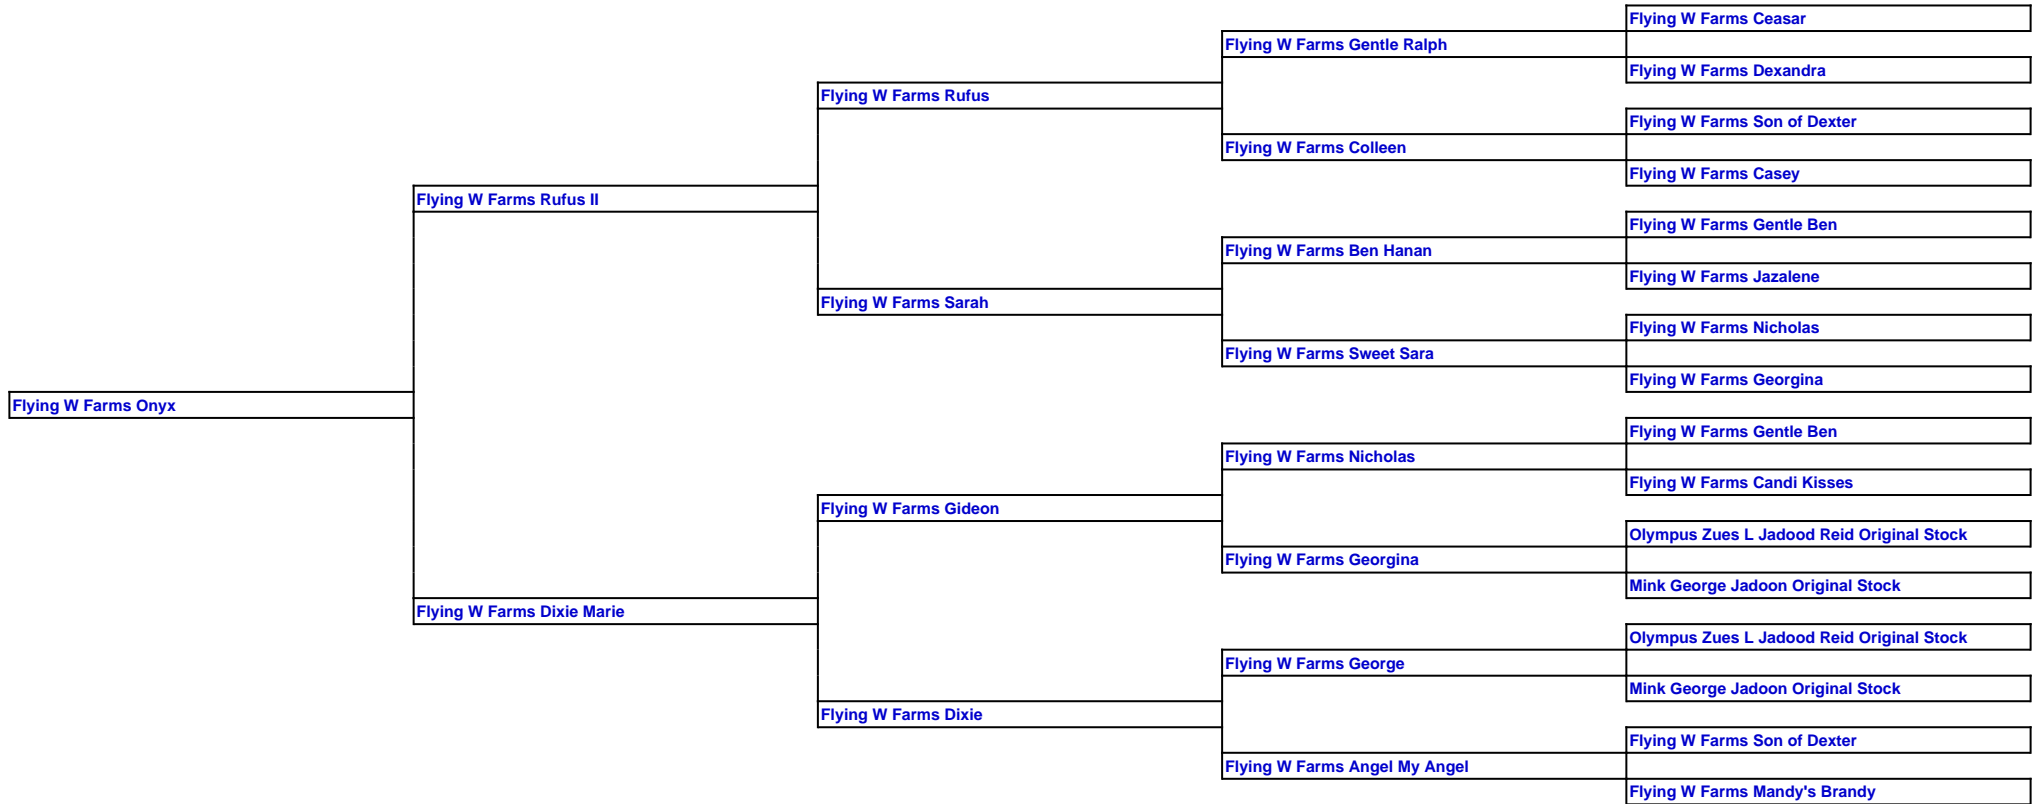 Flying W Farms Ceasar
Flying W Farms Gentle Ralph
Flying W Farms Dexandra
Flying W Farms Rufus
Flying W Farms Son of Dexter
Flying W Farms Colleen
Flying W Farms Casey
Flying W Farms Rufus II
Flying W Farms Gentle Ben
Flying W Farms Ben Hanan
Flying W Farms Jazalene
Flying W Farms Sarah
Flying W Farms Nicholas
Flying W Farms Sweet Sara
Flying W Farms Georgina
Flying W Farms Onyx
Flying W Farms Gentle Ben
Flying W Farms Nicholas
Flying W Farms Candi Kisses
Flying W Farms Gideon
Olympus Zues L Jadood Reid Original Stock
Flying W Farms Georgina
Mink George Jadoon Original Stock
Flying W Farms Dixie Marie
Olympus Zues L Jadood Reid Original Stock
Flying W Farms George
Mink George Jadoon Original Stock
Flying W Farms Dixie
Flying W Farms Son of Dexter
Flying W Farms Angel My Angel
Flying W Farms Mandy's Brandy